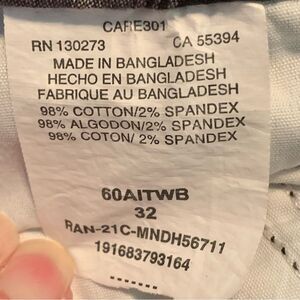 CARE301
RN 130273 CA 55394
MADE IN BANGLADESH
HECHO EN BANGLADESH
FABRIQUE AU BANGLADESH
98% COTTON/2% SPANDEX
98% ALGODON/2% SPANDEX
98% COTON/2% SPANDEX
60AITWB
32
RAN-21C-MNDH56711
191683793164
-------